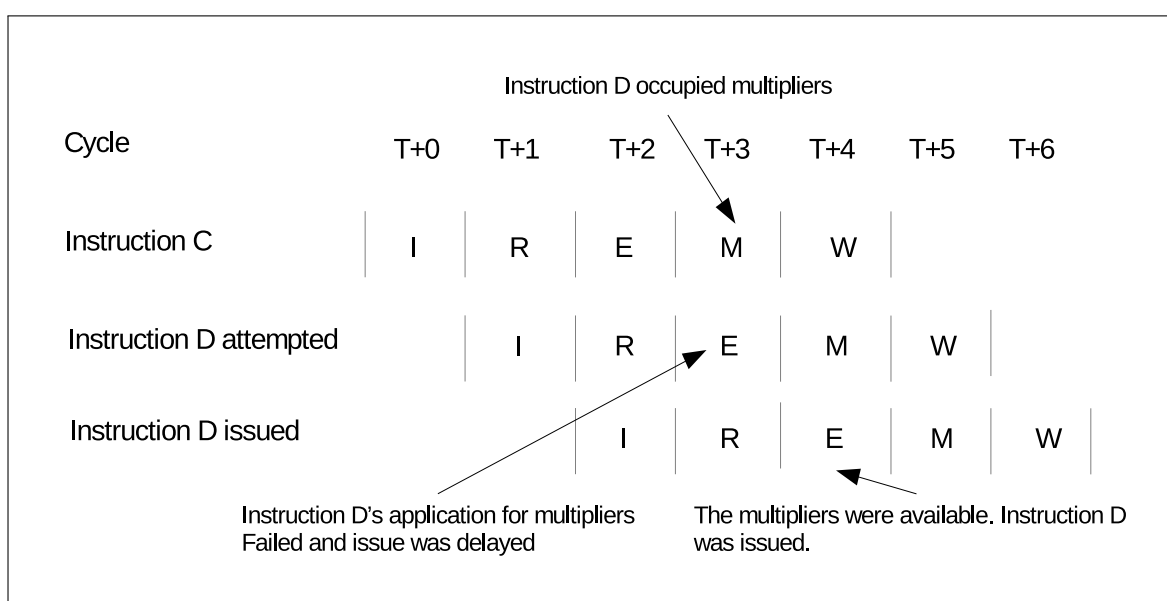 Instruction D occupied multipliers
Cycle T+0 T+1 T+2 T+3 T+4 T+5 T+6
Instruction C I R E M W
Instruction D attempted I R E M W
Instruction D issued I R E M W
Instruction D's application for multipliers
Failed and issue was delayed
The multipliers were available. Instruction D
was issued.